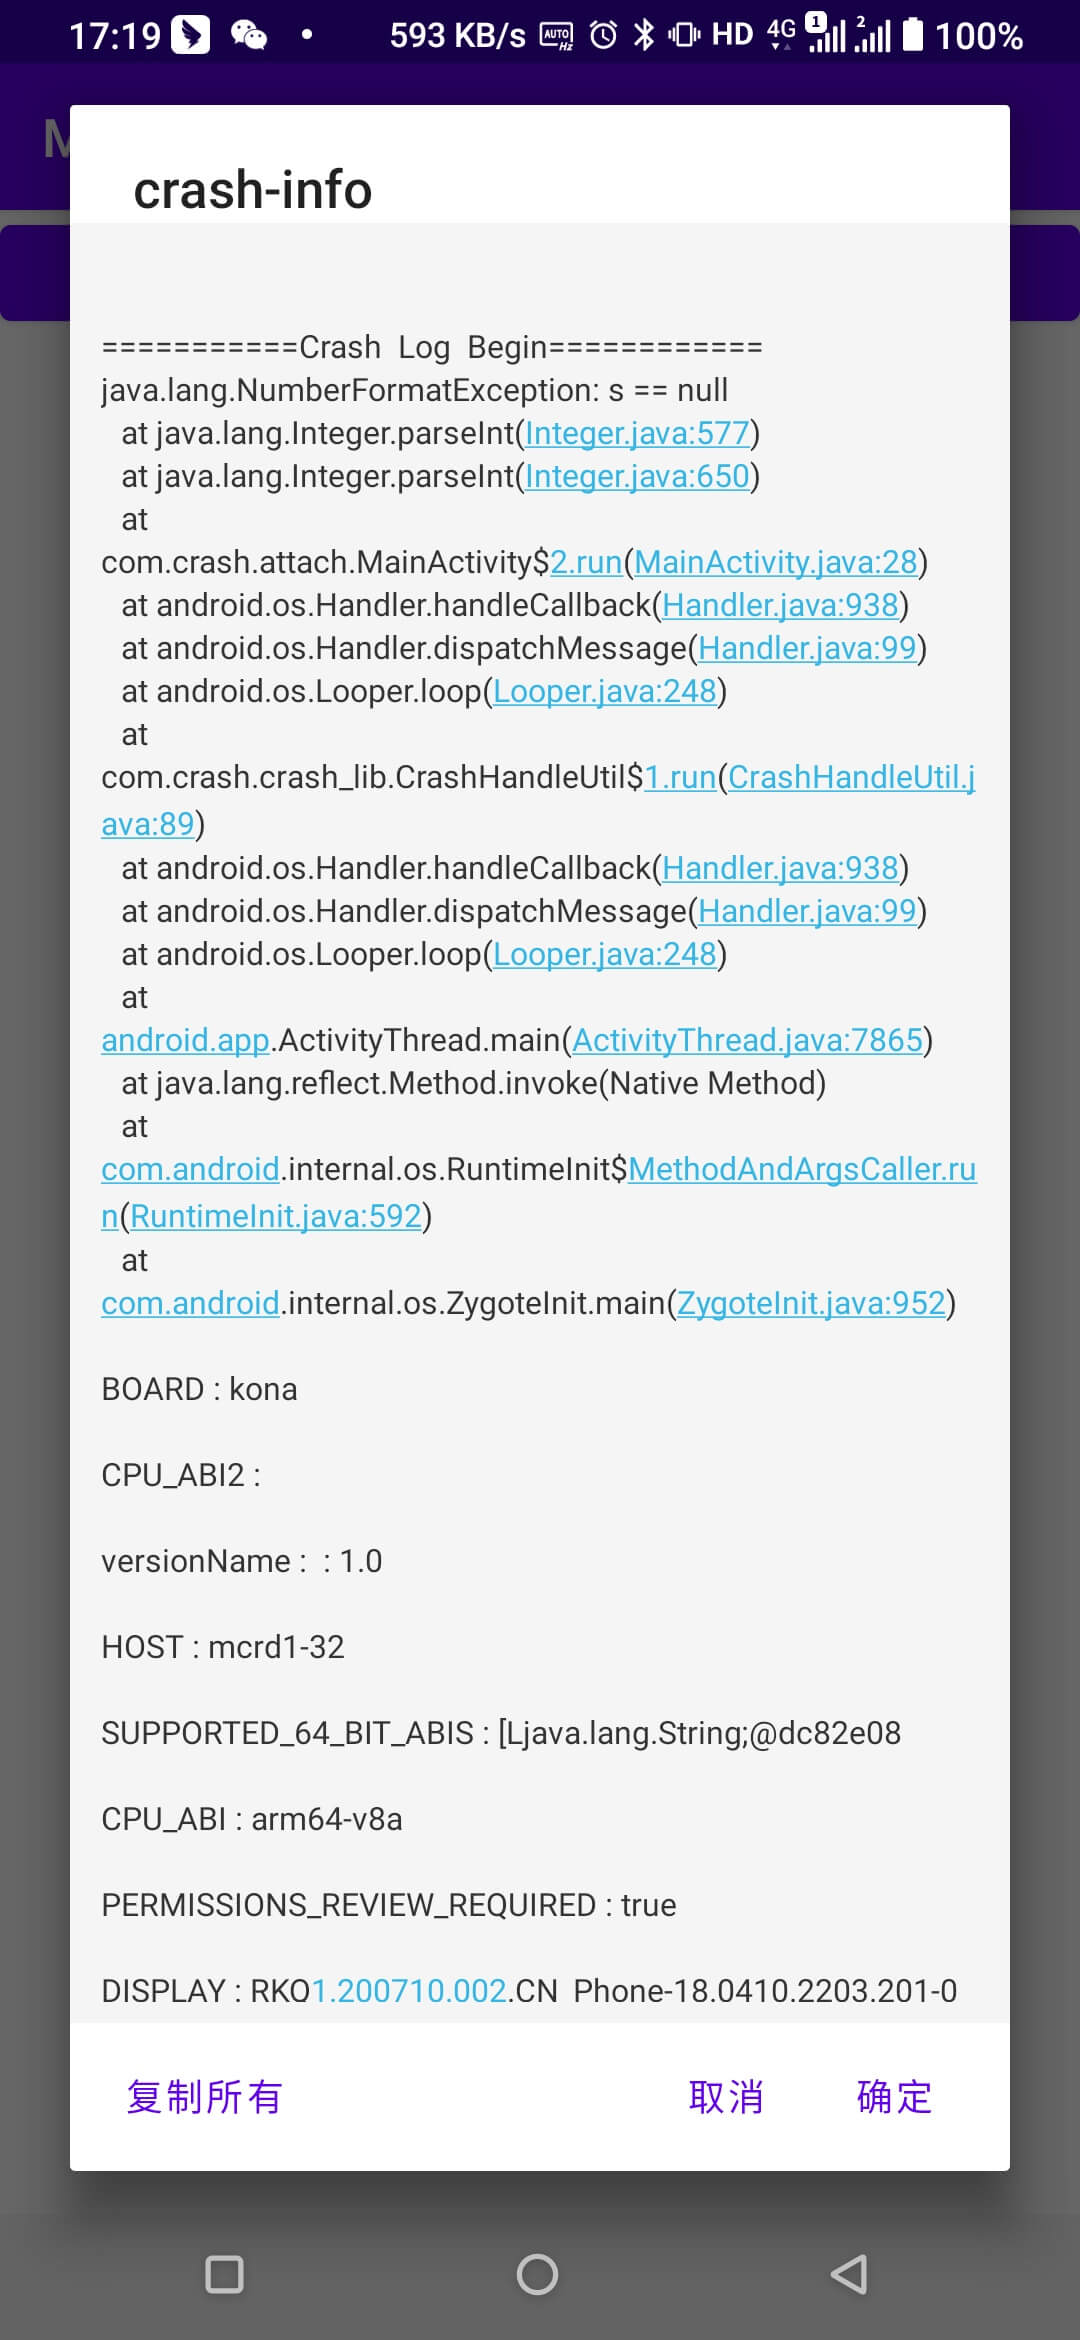 17:19 593 KB/s AUTO Hz HD 4G 1 2 100%
M
crash-info
===========Crash Log Begin============
java.lang.NumberFormatException: s == null
at java.lang.Integer.parseInt(Integer.java:577)
at java.lang.Integer.parseInt(Integer.java:650)
at
com.crash.attach.MainActivity$2.run(MainActivity.java:28)
at android.os.Handler.handleCallback(Handler.java:938)
at android.os.Handler.dispatchMessage(Handler.java:99)
at android.os.Looper.loop(Looper.java:248)
at
com.crash.crash_lib.CrashHandleUtil$1.run(CrashHandleUtil.j
ava:89)
at android.os.Handler.handleCallback(Handler.java:938)
at android.os.Handler.dispatchMessage(Handler.java:99)
at android.os.Looper.loop(Looper.java:248)
at
android.app.ActivityThread.main(ActivityThread.java:7865)
at java.lang.reflect.Method.invoke(Native Method)
at
com.android.internal.os.RuntimeInit$MethodAndArgsCaller.ru
n(RuntimeInit.java:592)
at
com.android.internal.os.ZygoteInit.main(ZygoteInit.java:952)
BOARD : kona
CPU_ABI2 :
versionName :  : 1.0
HOST : mcrd1-32
SUPPORTED_64_BIT_ABIS : [Ljava.lang.String;@dc82e08
CPU_ABI : arm64-v8a
PERMISSIONS_REVIEW_REQUIRED : true
DISPLAY : RKQ1.200710.002.CN Phone-18.0410.2203.201-0
复制所有 取消 确定